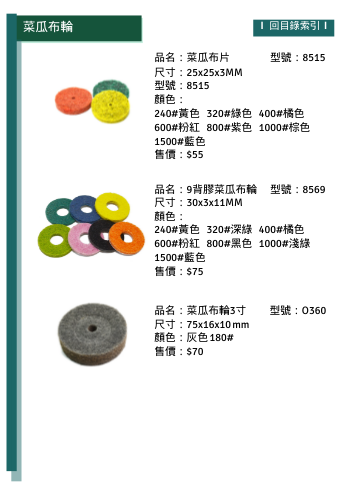 菜瓜布輪
回目錄索引
品名：菜瓜布片 型號：8515
尺寸：25x25x3MM
型號：8515
顏色：
240#黃色 320#綠色 400#橘色
600#粉紅 800#紫色 1000#棕色
1500#藍色
售價：$55
品名：9背膠菜瓜布輪 型號：8569
尺寸：30x3x11MM
顏色：
240#黃色 320#深綠 400#橘色
600#粉紅 800#黑色 1000#淺綠
1500#藍色
售價：$75
品名：菜瓜布輪3寸 型號：O360
尺寸：75x16x10mm
顏色：灰色180#
售價：$70